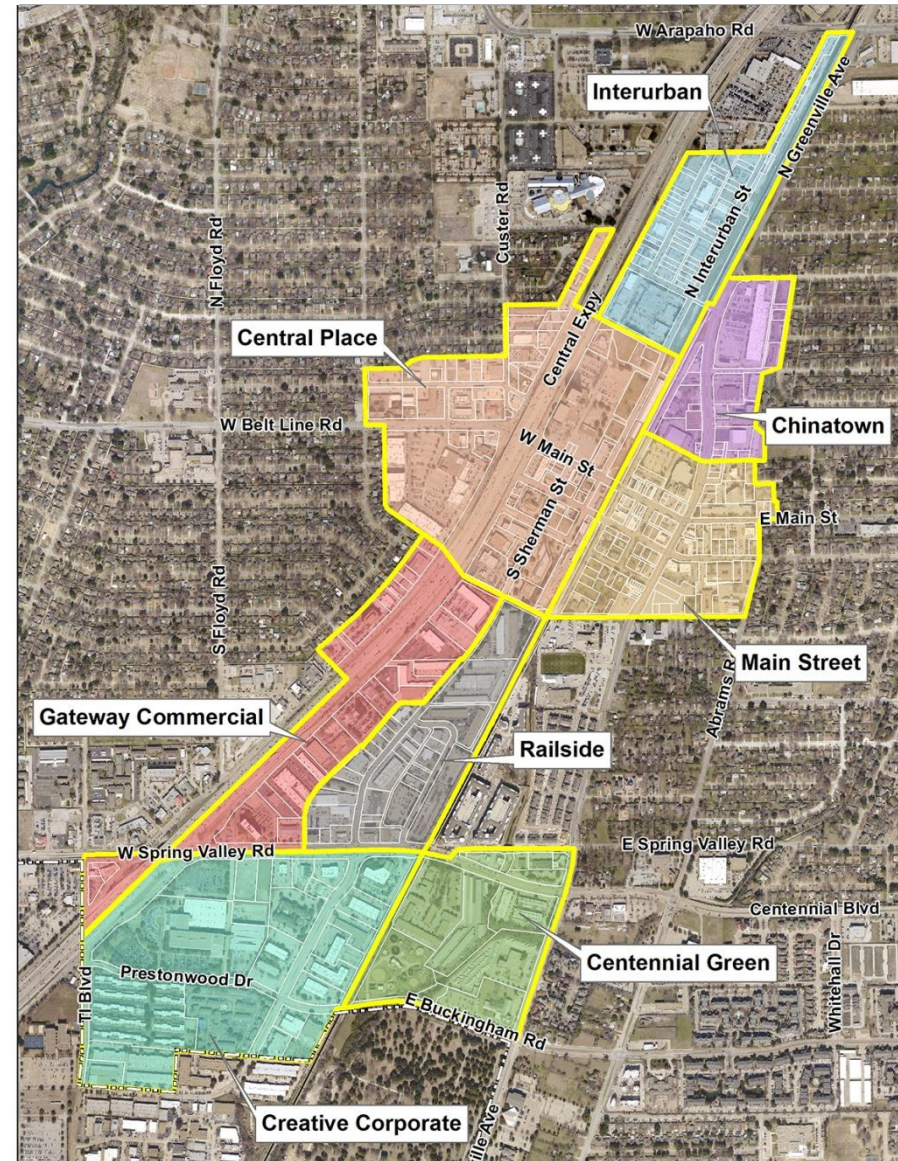 W Arapaho Rd
Interurban
N Greenville Ave
Custer Rd
N Interurban St
N Floyd Rd
Central Expy
Central Place
W Belt Line Rd
Chinatown
W Main St
S Sherman St
E Main St
S Floyd Rd
Main Street
Abrams R
Gateway Commercial
Railside
W Spring Valley Rd
E Spring Valley Rd
Centennial Blvd
Whitehall Dr
Centennial Green
Prestonwood Dr
TI Blvd
E Buckingham Rd
Creative Corporate
ville Ave